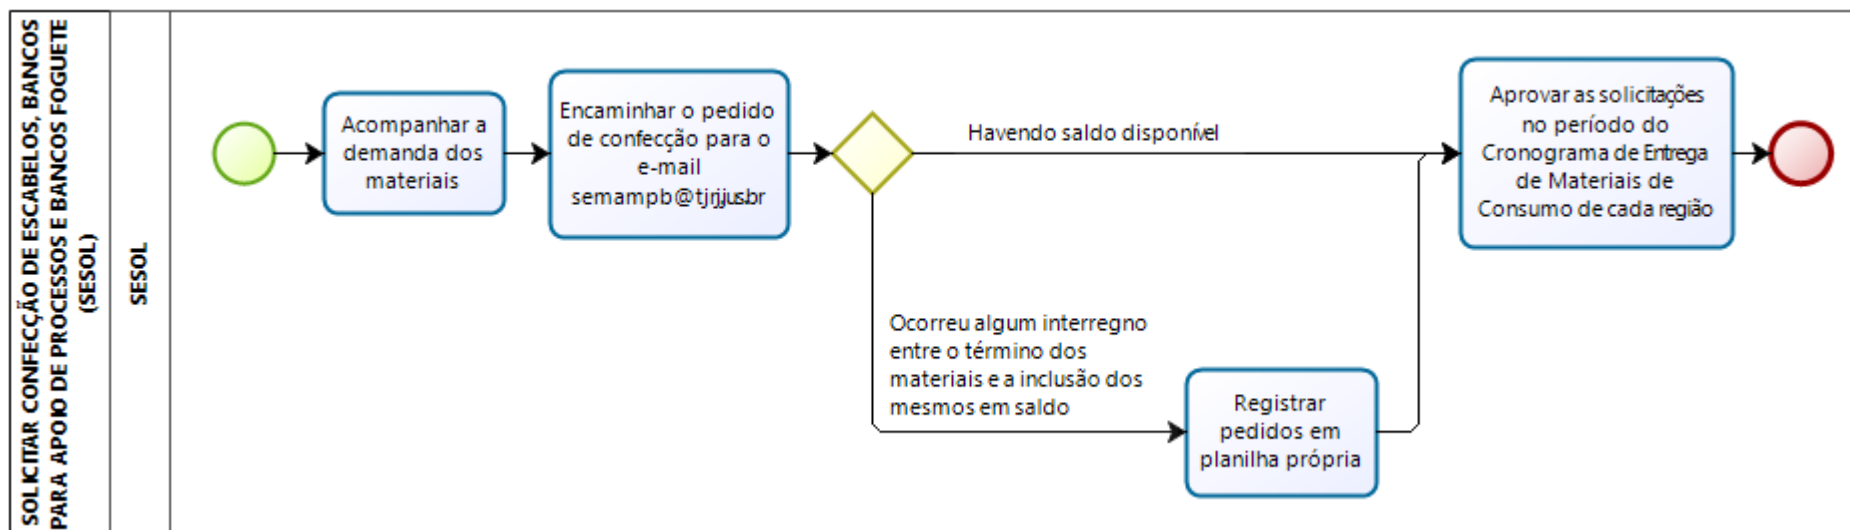 SOLICITAR CONFECÇÃO DE ESCABELOS, BANCOS
PARA APOIO DE PROCESSOS E BANCOS FOGUETE
(SESOL)
SESOL
Acompanhar a
demanda dos
materiais
Encaminhar o pedido
de confecção para o
e-mail
semampb@tjrj.jus.br
Havendo saldo disponível
Ocorreu algum interregno
entre o término dos
materiais e a inclusão dos
mesmos em saldo
Registrar
pedidos em
planilha própria
Aprovar as solicitações
no período do
Cronograma de Entrega
de Materiais de
Consumo de cada região